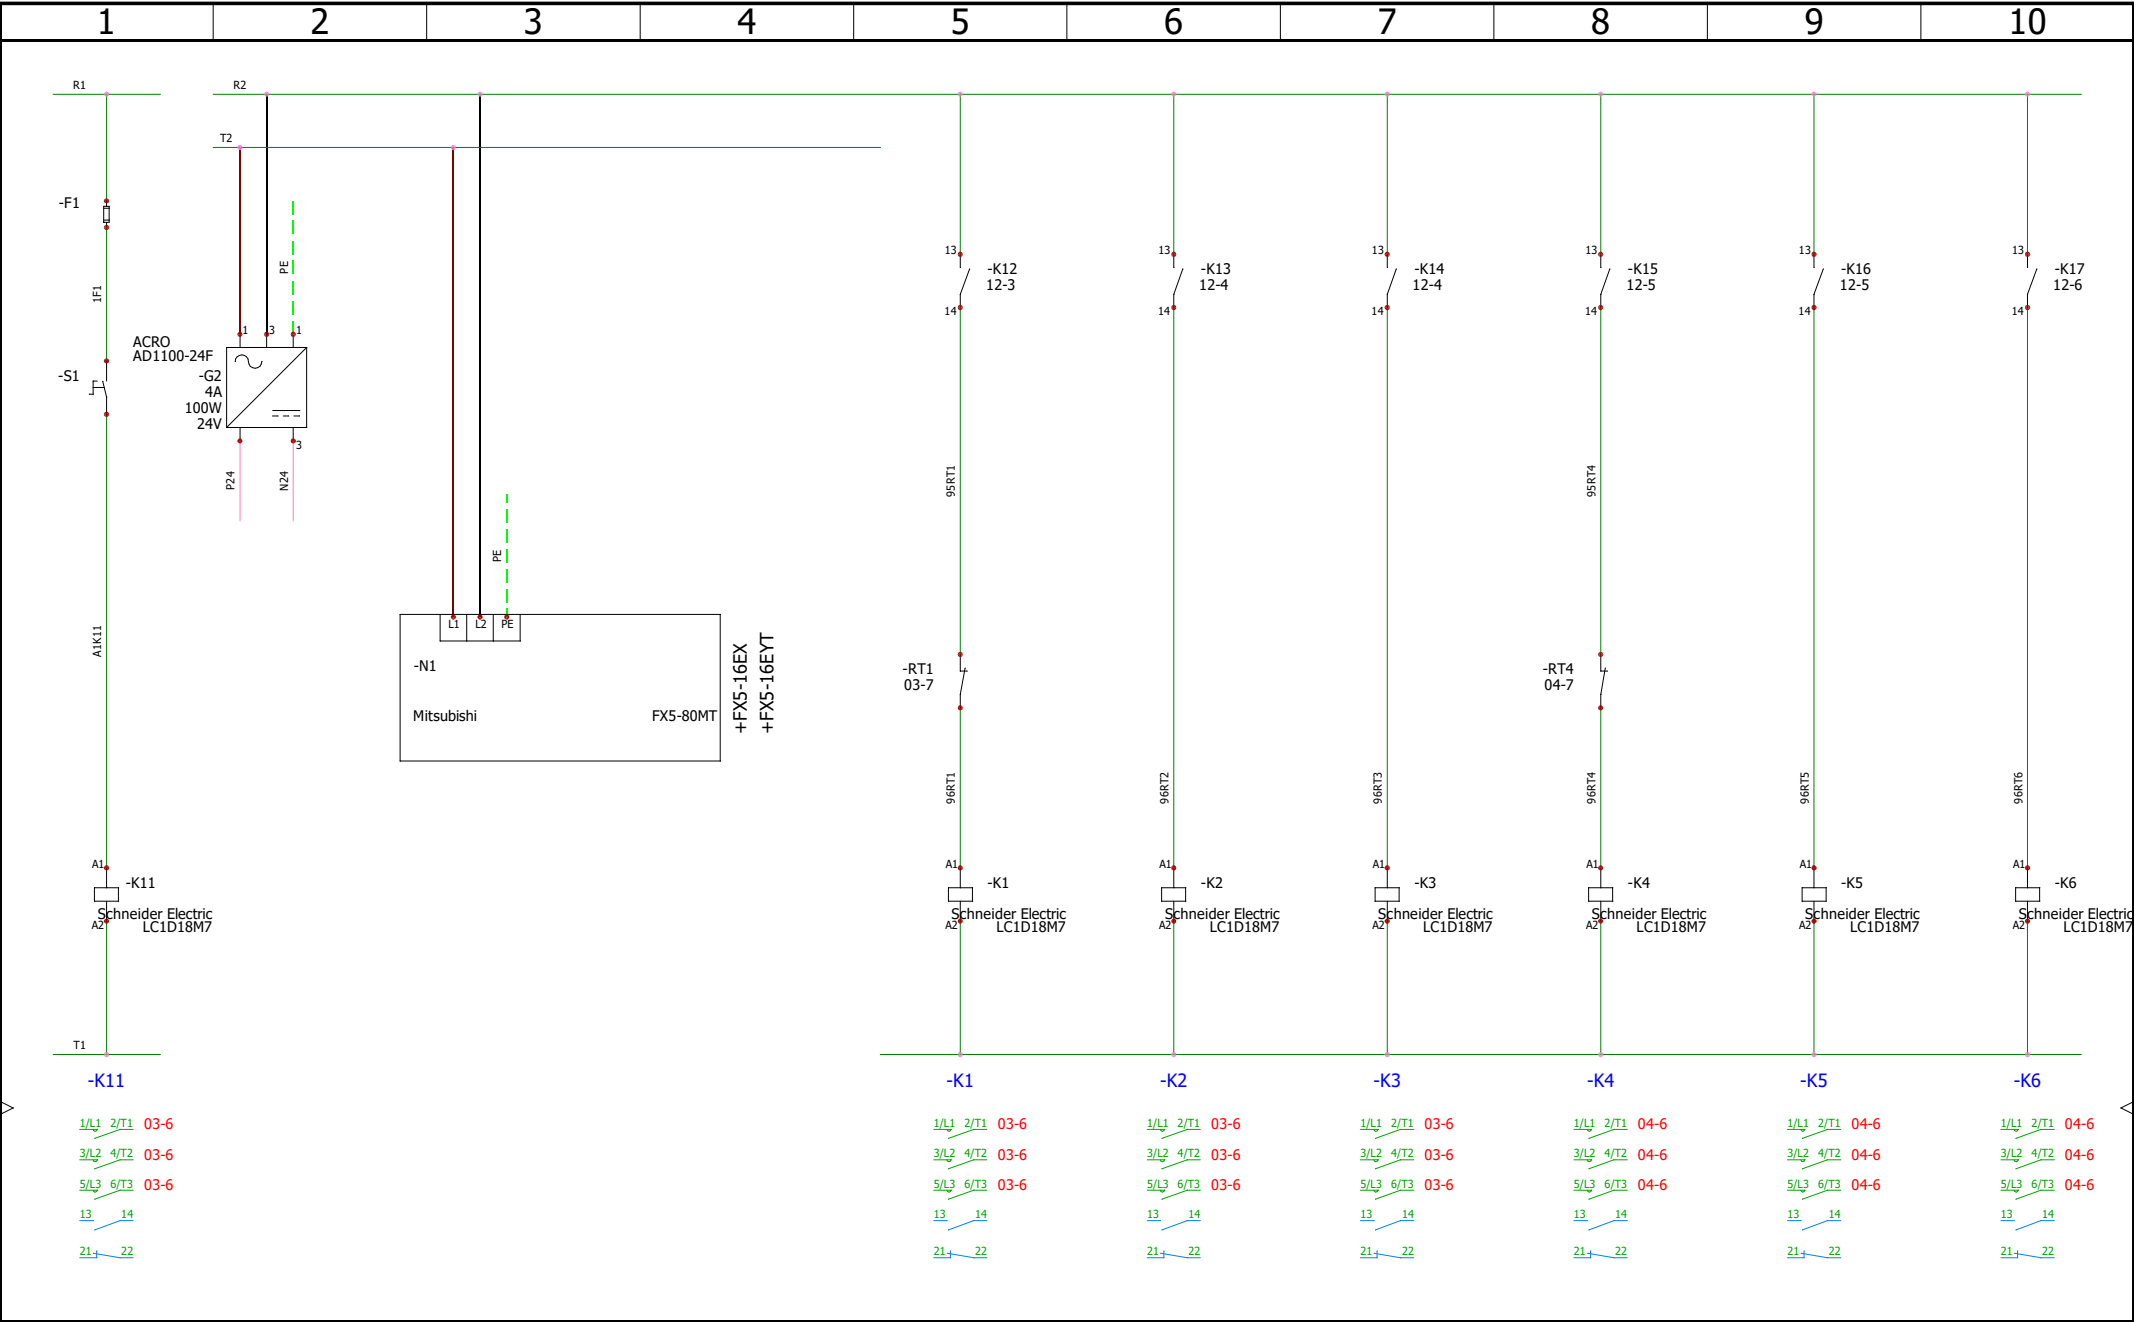 1 2 3 4 5 6 7 8 9 10
R1 R2
T2
-F1
1F1
PE
-S1
ACRO
AD1100-24F
-G2
4A
100W
24V
1 3 1
3
P24 N24
A1K11
PE
L1 L2 PE
-N1
Mitsubishi FX5-80MT
+FX5-16EX
+FX5-16EYT
13 -K12
12-3
14
13 -K13
12-4
14
13 -K14
12-4
14
13 -K15
12-5
14
13 -K16
12-5
14
13 -K17
12-6
14
95RT1 95RT4
-RT1
03-7
-RT4
04-7
96RT1 96RT2 96RT3 96RT4 96RT5 96RT6
A1 -K11
Schneider Electric
A2 LC1D18M7
A1 -K1
Schneider Electric
A2 LC1D18M7
A1 -K2
Schneider Electric
A2 LC1D18M7
A1 -K3
Schneider Electric
A2 LC1D18M7
A1 -K4
Schneider Electric
A2 LC1D18M7
A1 -K5
Schneider Electric
A2 LC1D18M7
A1 -K6
Schneider Electric
A2 LC1D18M7
T1
-K11 -K1 -K2 -K3 -K4 -K5 -K6
1/L1 2/T1 03-6 1/L1 2/T1 03-6 1/L1 2/T1 03-6 1/L1 2/T1 03-6 1/L1 2/T1 04-6 1/L1 2/T1 04-6 1/L1 2/T1 04-6
3/L2 4/T2 03-6 3/L2 4/T2 03-6 3/L2 4/T2 03-6 3/L2 4/T2 03-6 3/L2 4/T2 04-6 3/L2 4/T2 04-6 3/L2 4/T2 04-6
5/L3 6/T3 03-6 5/L3 6/T3 03-6 5/L3 6/T3 03-6 5/L3 6/T3 03-6 5/L3 6/T3 04-6 5/L3 6/T3 04-6 5/L3 6/T3 04-6
13 14 13 14 13 14 13 14 13 14 13 14 13 14
21 22 21 22 21 22 21 22 21 22 21 22 21 22